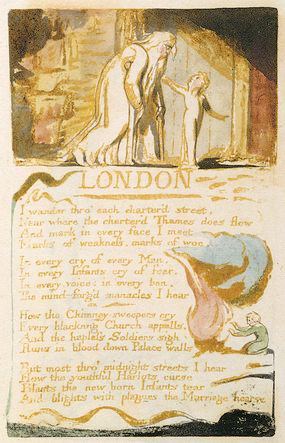 LONDON
I wander thro' each charter'd street,
Near where the charter'd Thames does flow
And mark in every face I meet
Marks of weakness, marks of woe
In every cry of every Man,
In every Infants cry of fear,
In every voice; in every ban,
The mind-forg'd manacles I hear
How the Chimney sweepers cry
Every blackning Church appalls,
And the hapless Soldiers sigh
Runs in blood down Palace walls
But most thro' midnight streets I hear
How the youthful Harlots curse
Blasts the new born Infants tear
And blights with plagues the Marriage hearse